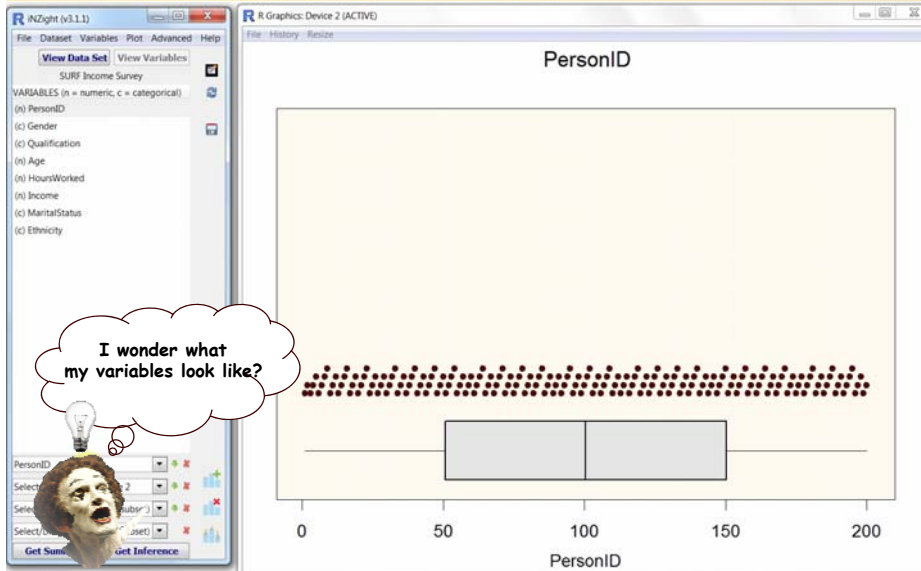 R iNZight (v3.1.1)
File Dataset Variables Plot Advanced Help
View Data Set View Variables
SURF Income Survey
VARIABLES (n = numeric, c = categorical)
(n) PersonID
(c) Gender
(c) Qualification
(n) Age
(n) HoursWorked
(n) Income
(c) MaritalStatus
(c) Ethnicity
I wonder what
my variables look like?
PersonID
2
Get Inference
R R Graphics: Device 2 (ACTIVE)
File History Resize
PersonID
0 50 100 150 200
PersonID